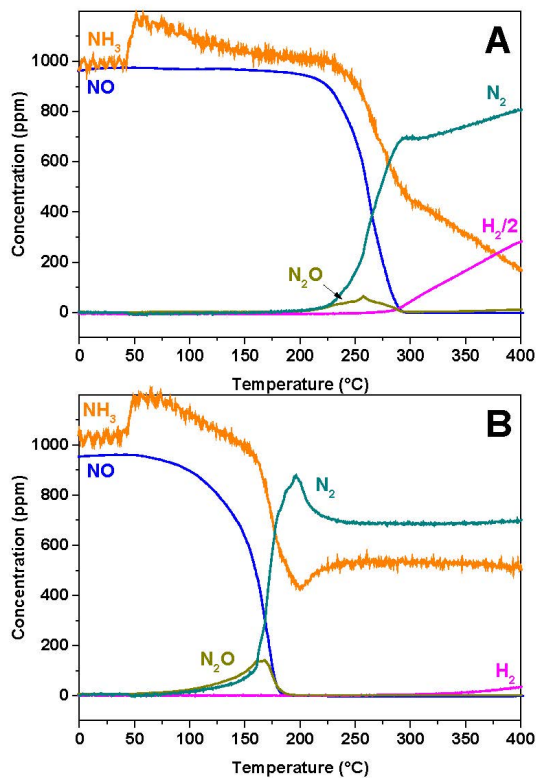 A
1000
800
600
400
200
0
Concentration (ppm)
NH₃
NO
N₂
H₂/2
N₂O
0 50 100 150 200 250 300 350 400
Temperature (°C)
B
1000
800
600
400
200
0
Concentration (ppm)
NH₃
NO
N₂
N₂O
H₂
0 50 100 150 200 250 300 350 400
Temperature (°C)